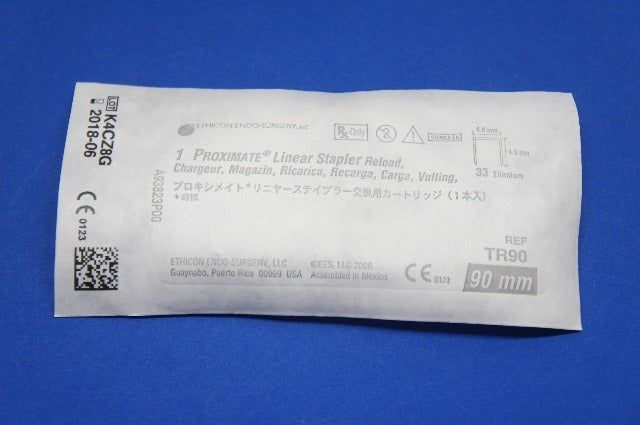 LOT K4CZ8G
2018-06
CE 0123
ETHICON ENDO-SURGERY, LLC
Rx Only
STERILE R
4.0 mm
4.5 mm
33 Titanium
1 PROXIMATE® Linear Stapler Reload,
Chargeur, Magazin, Ricarica, Recarga, Carga, Vulling,
プロキシメイト*リニヤーステイプラー交換用カートリッジ (1本入)
*商標
A93823P00
ETHICON ENDO-SURGERY, LLC
Guaynabo, Puerto Rico 00969 USA
©EES, LLC 2006
Assembled in Mexico
CE 0123
REF
TR90
90 mm